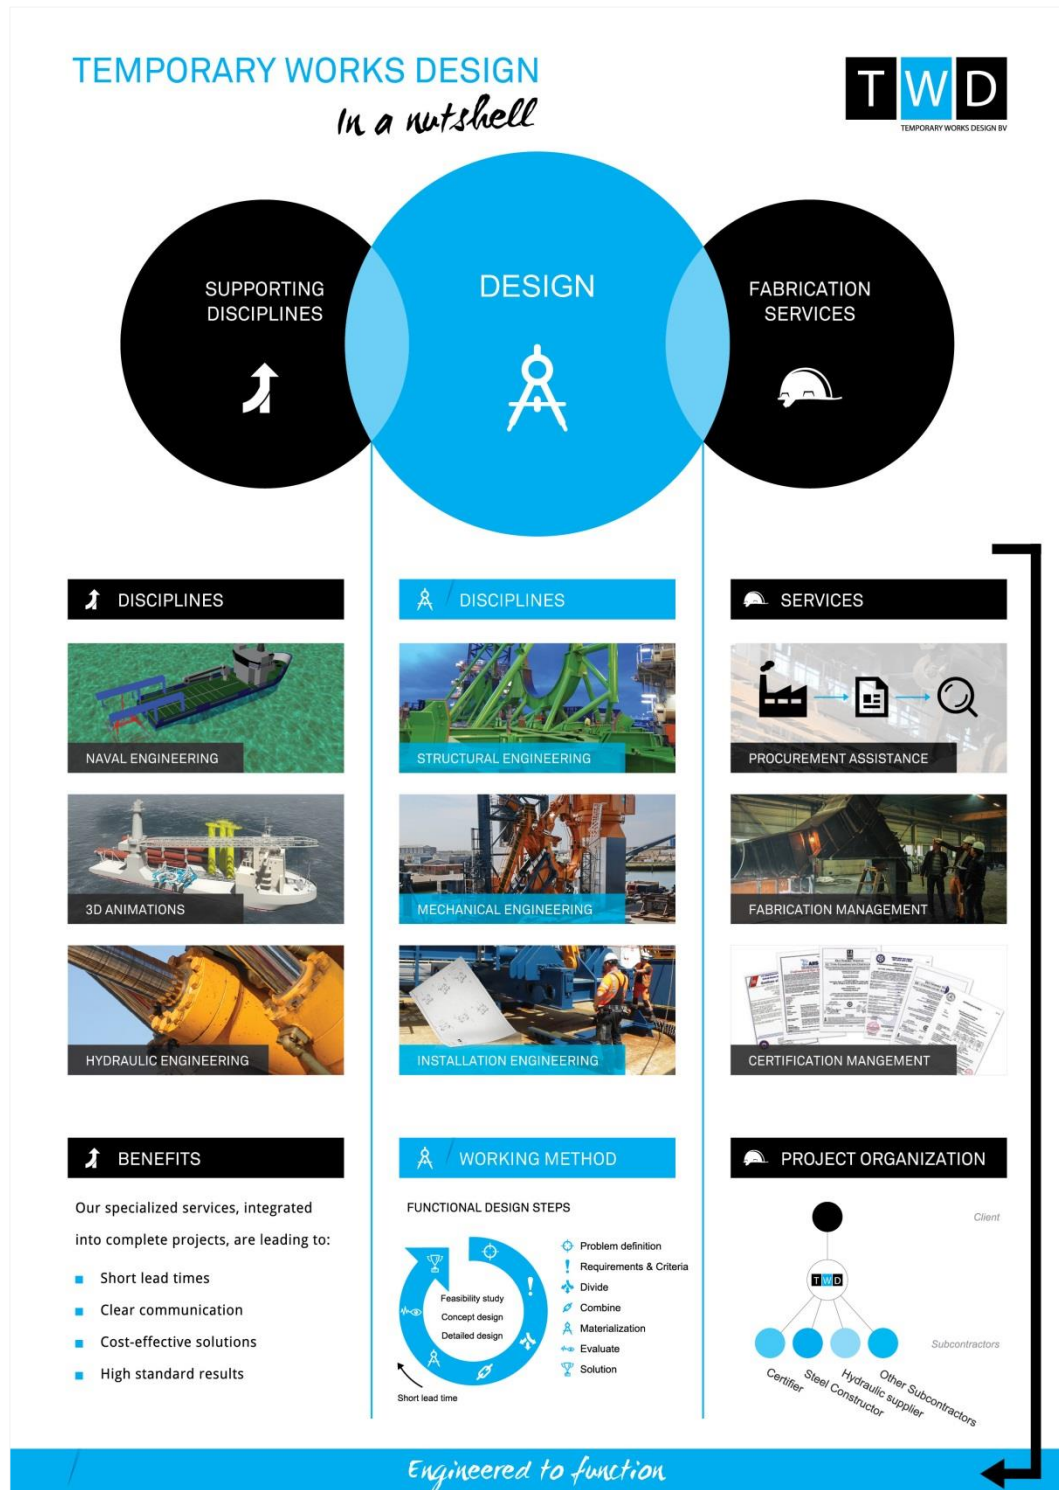 TEMPORARY WORKS DESIGN
In a nutshell
T W D
TEMPORARY WORKS DESIGN BV
SUPPORTING
DISCIPLINES
DESIGN
FABRICATION
SERVICES
DISCIPLINES
NAVAL ENGINEERING
3D ANIMATIONS
HYDRAULIC ENGINEERING
DISCIPLINES
STRUCTURAL ENGINEERING
MECHANICAL ENGINEERING
INSTALLATION ENGINEERING
SERVICES
PROCUREMENT ASSISTANCE
FABRICATION MANAGEMENT
CERTIFICATION MANGEMENT
BENEFITS
Our specialized services, integrated
into complete projects, are leading to:
Short lead times
Clear communication
Cost-effective solutions
High standard results
WORKING METHOD
FUNCTIONAL DESIGN STEPS
Feasibility study
Concept design
Detailed design
Short lead time
Problem definition
Requirements & Criteria
Divide
Combine
Materialization
Evaluate
Solution
PROJECT ORGANIZATION
Client
T W D
Subcontractors
Certifier
Steel Constructor
Hydraulic supplier
Other Subcontractors
Engineered to function